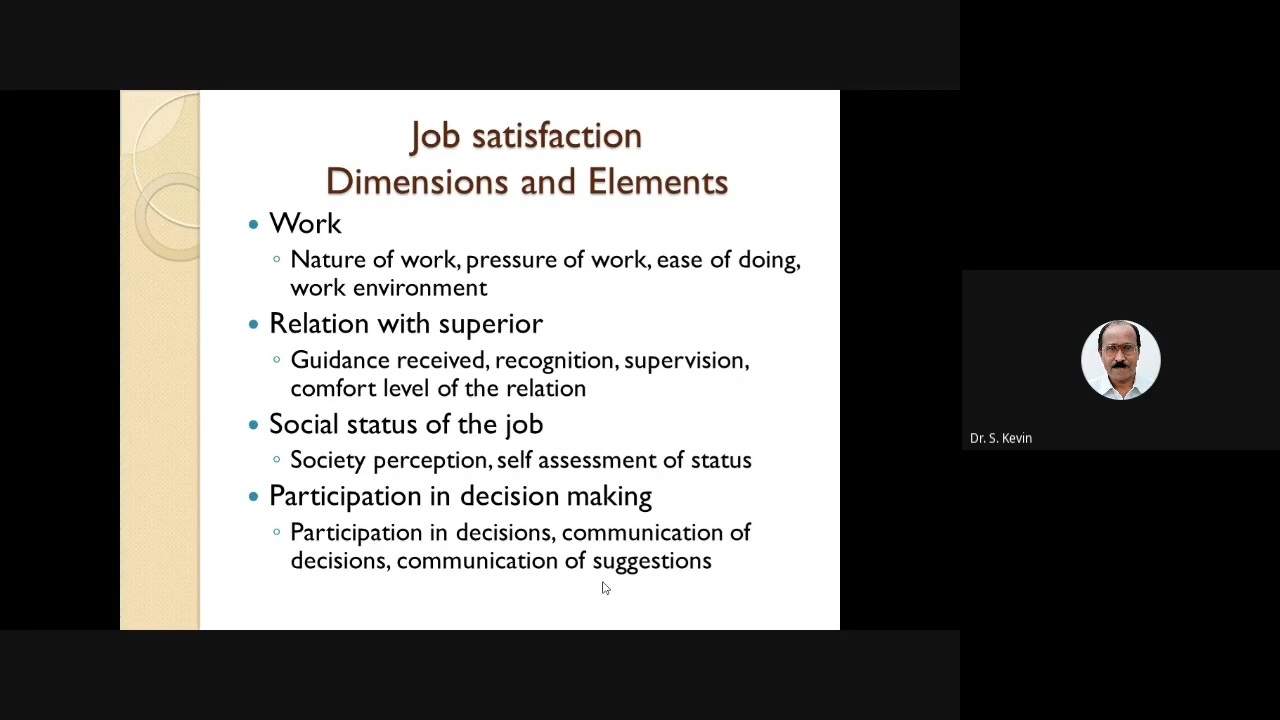 Job satisfaction
Dimensions and Elements
Work
Nature of work, pressure of work, ease of doing,
work environment
Relation with superior
Guidance received, recognition, supervision,
comfort level of the relation
Social status of the job
Society perception, self assessment of status
Participation in decision making
Participation in decisions, communication of
decisions, communication of suggestions
Dr. S. Kevin